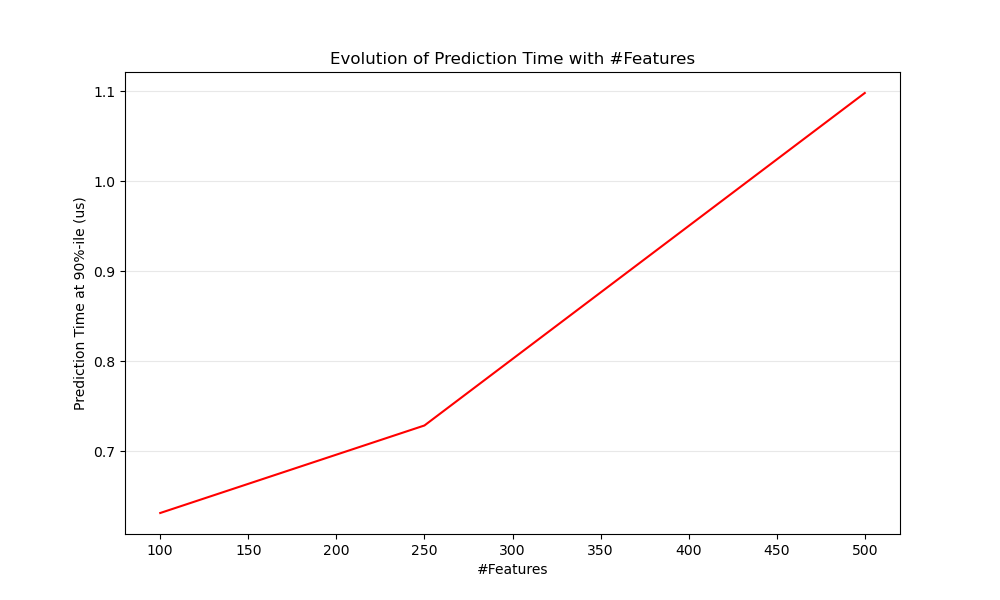 Evolution of Prediction Time with #Features
Prediction Time at 90%-ile (us)
1.1
1.0
0.9
0.8
0.7
100 150 200 250 300 350 400 450 500
#Features